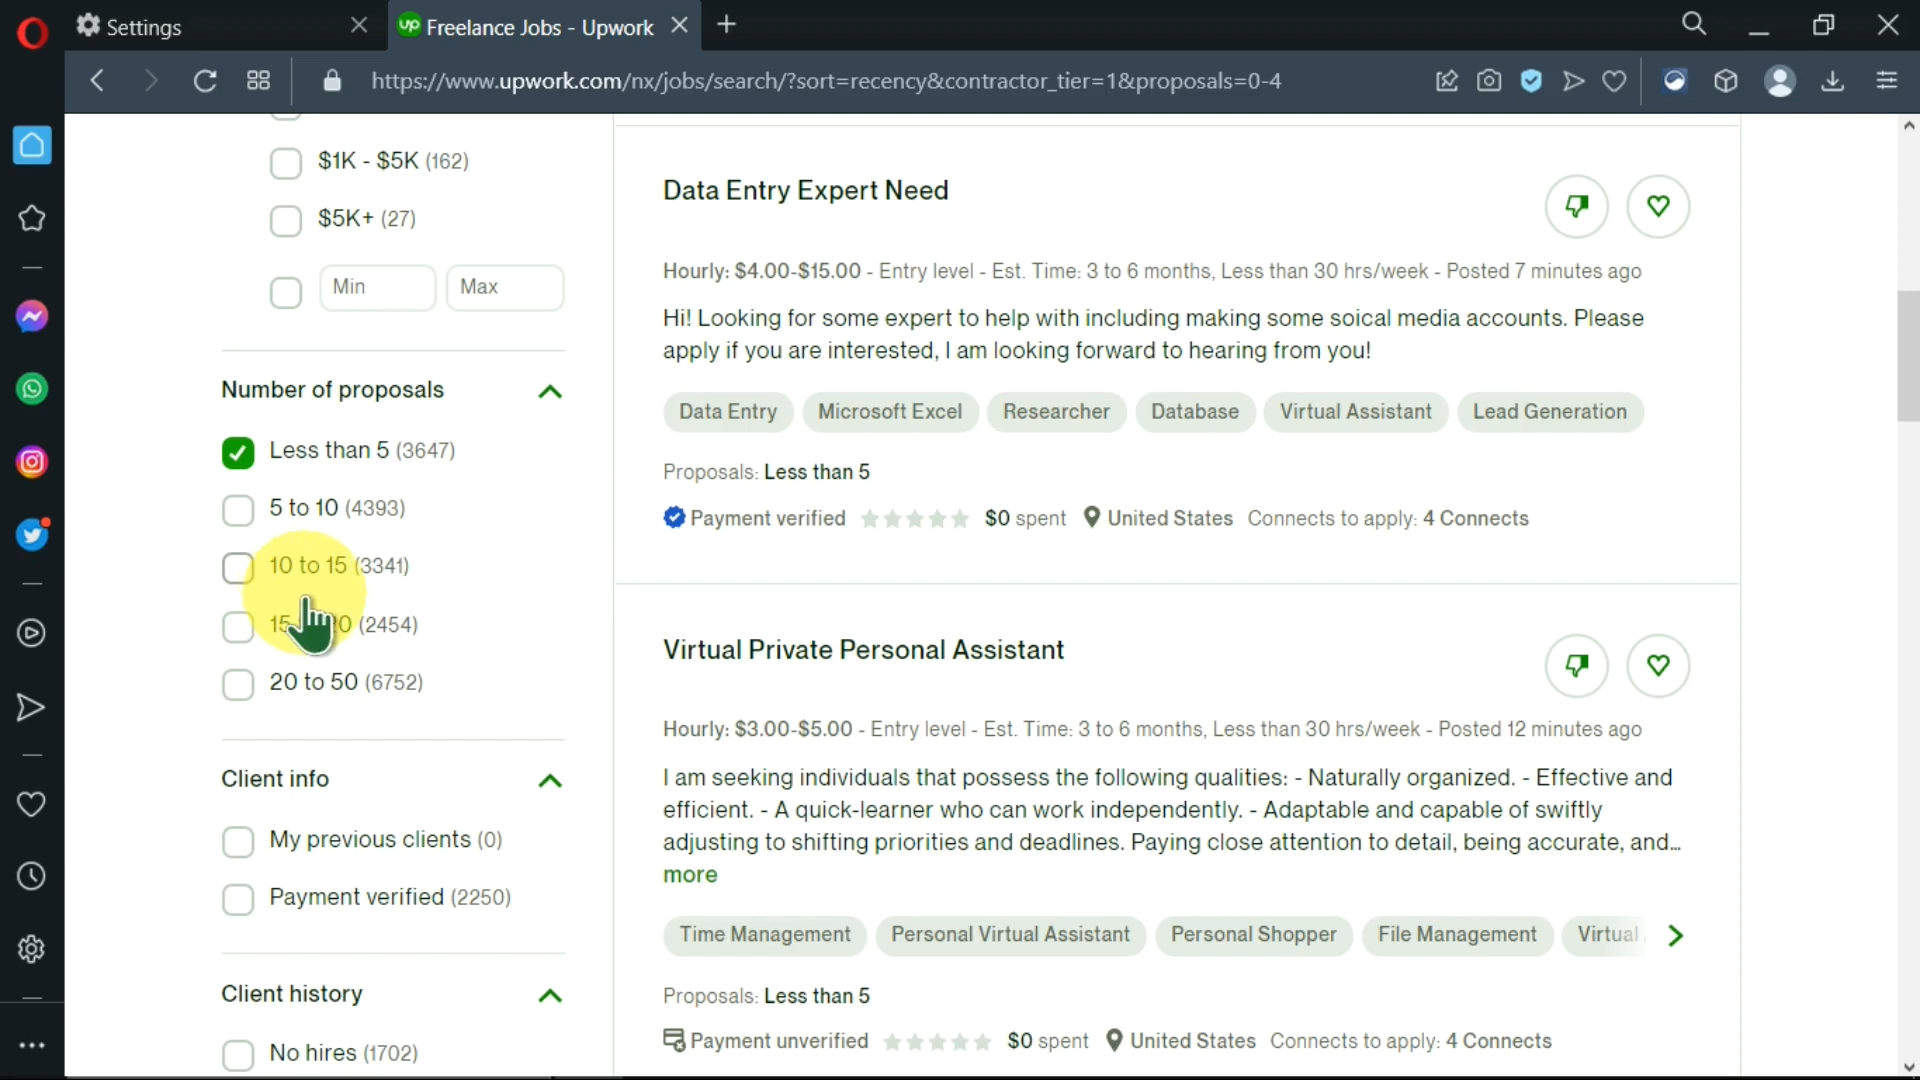 Settings
Freelance Jobs - Upwork
https://www.upwork.com/nx/jobs/search/?sort=recency&contractor_tier=1&proposals=0-4
$1K - $5K (162)
$5K+ (27)
Min Max
Number of proposals
Less than 5 (3647)
5 to 10 (4393)
10 to 15 (3341)
(2454)
20 to 50 (6752)
Client info
My previous clients (0)
Payment verified (2250)
Client history
No hires (1702)
Data Entry Expert Need
Hourly: $4.00-$15.00 - Entry level - Est. Time: 3 to 6 months, Less than 30 hrs/week - Posted 7 minutes ago
Hi! Looking for some expert to help with including making some soical media accounts. Please
apply if you are interested, I am looking forward to hearing from you!
Data Entry Microsoft Excel Researcher Database Virtual Assistant Lead Generation
Proposals: Less than 5
Payment verified $0 spent United States Connects to apply: 4 Connects
Virtual Private Personal Assistant
Hourly: $3.00-$5.00 - Entry level - Est. Time: 3 to 6 months, Less than 30 hrs/week - Posted 12 minutes ago
I am seeking individuals that possess the following qualities: - Naturally organized. - Effective and
efficient. - A quick-learner who can work independently. - Adaptable and capable of swiftly
adjusting to shifting priorities and deadlines. Paying close attention to detail, being accurate, and...
more
Time Management Personal Virtual Assistant Personal Shopper File Management Virtual
Proposals: Less than 5
Payment unverified $0 spent United States Connects to apply: 4 Connects